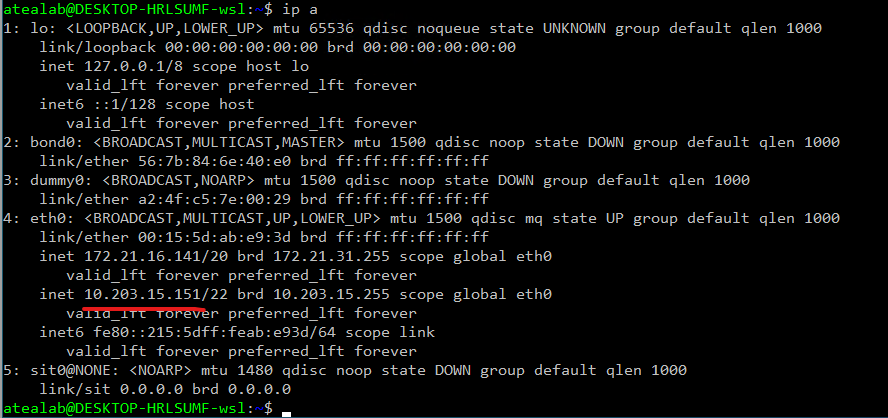 atealab@DESKTOP-HRLSUMF-wsl:~$ ip a
1: lo: <LOOPBACK,UP,LOWER_UP> mtu 65536 qdisc noqueue state UNKNOWN group default qlen 1000
    link/loopback 00:00:00:00:00:00 brd 00:00:00:00:00:00
    inet 127.0.0.1/8 scope host lo
       valid_lft forever preferred_lft forever
    inet6 ::1/128 scope host
       valid_lft forever preferred_lft forever
2: bond0: <BROADCAST,MULTICAST,MASTER> mtu 1500 qdisc noop state DOWN group default qlen 1000
    link/ether 56:7b:84:6e:40:e0 brd ff:ff:ff:ff:ff:ff
3: dummy0: <BROADCAST,NOARP> mtu 1500 qdisc noop state DOWN group default qlen 1000
    link/ether a2:4f:c5:7e:00:29 brd ff:ff:ff:ff:ff:ff
4: eth0: <BROADCAST,MULTICAST,UP,LOWER_UP> mtu 1500 qdisc mq state UP group default qlen 1000
    link/ether 00:15:5d:ab:e9:3d brd ff:ff:ff:ff:ff:ff
    inet 172.21.16.141/20 brd 172.21.31.255 scope global eth0
       valid_lft forever preferred_lft forever
    inet 10.203.15.151/22 brd 10.203.15.255 scope global eth0
       valid_lft forever preferred_lft forever
    inet6 fe80::215:5dff:feab:e93d/64 scope link
       valid_lft forever preferred_lft forever
5: sit0@NONE: <NOARP> mtu 1480 qdisc noop state DOWN group default qlen 1000
    link/sit 0.0.0.0 brd 0.0.0.0
atealab@DESKTOP-HRLSUMF-wsl:~$